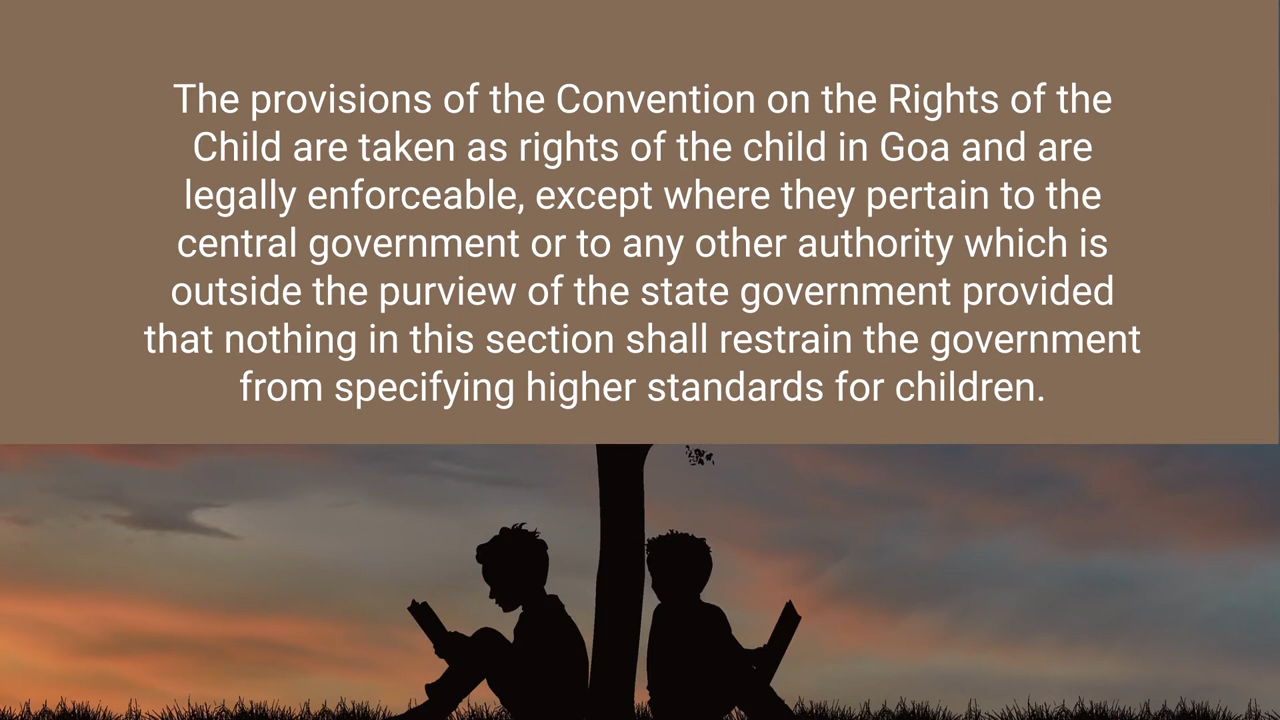 The provisions of the Convention on the Rights of the
Child are taken as rights of the child in Goa and are
legally enforceable, except where they pertain to the
central government or to any other authority which is
outside the purview of the state government provided
that nothing in this section shall restrain the government
from specifying higher standards for children.